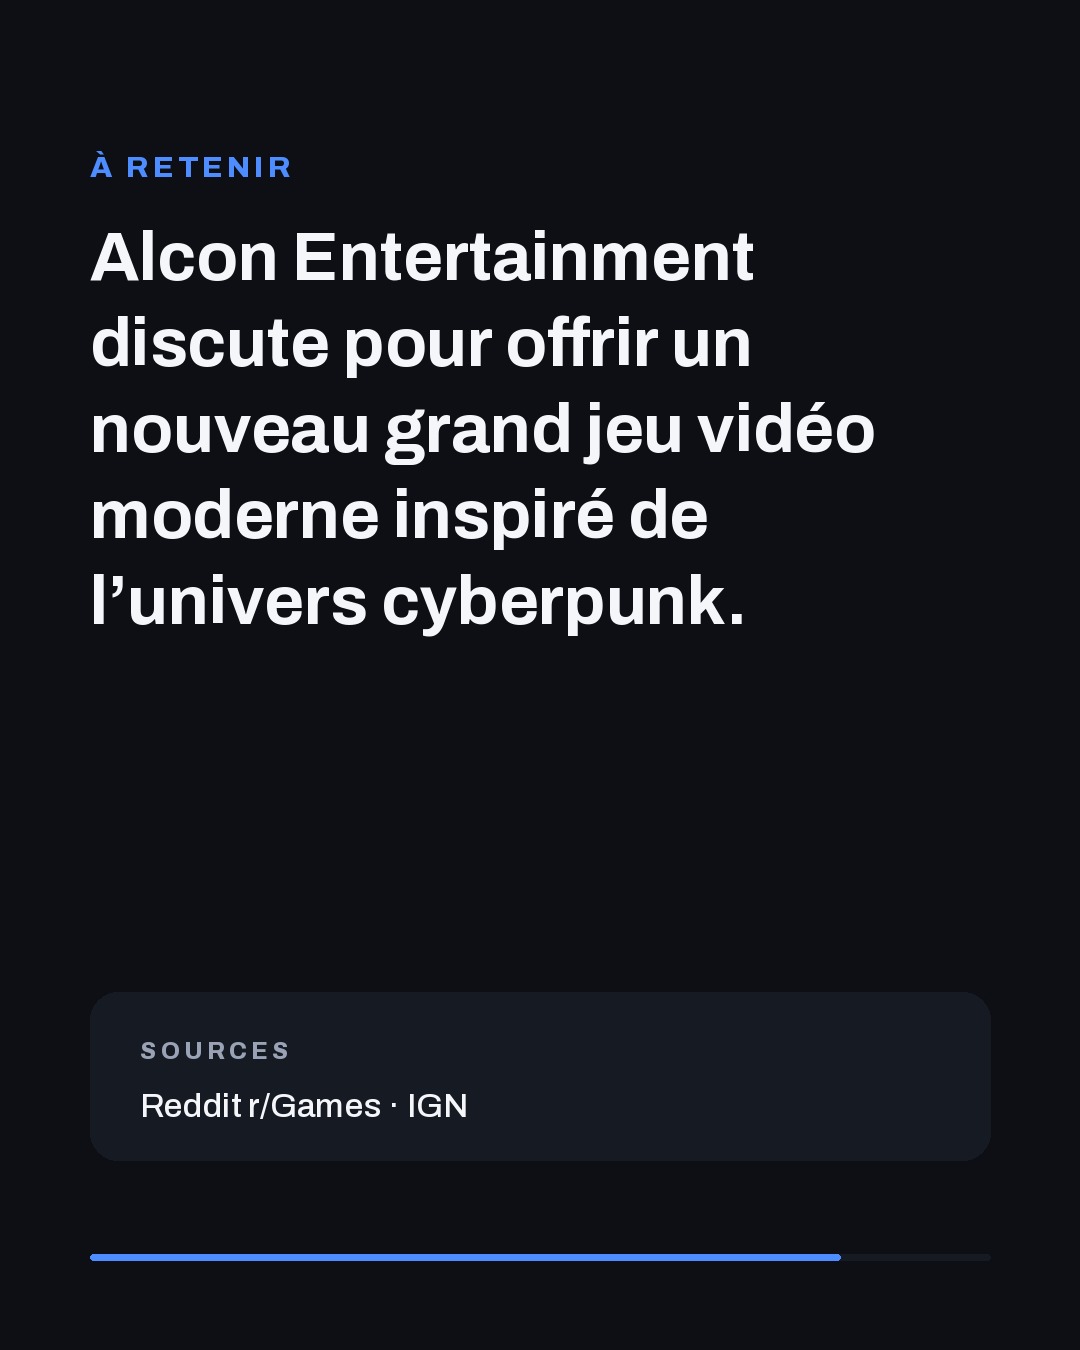 À RETENIR
Alcon Entertainment
discute pour offrir un
nouveau grand jeu vidéo
moderne inspiré de
l’univers cyberpunk.
SOURCES
Reddit r/Games · IGN